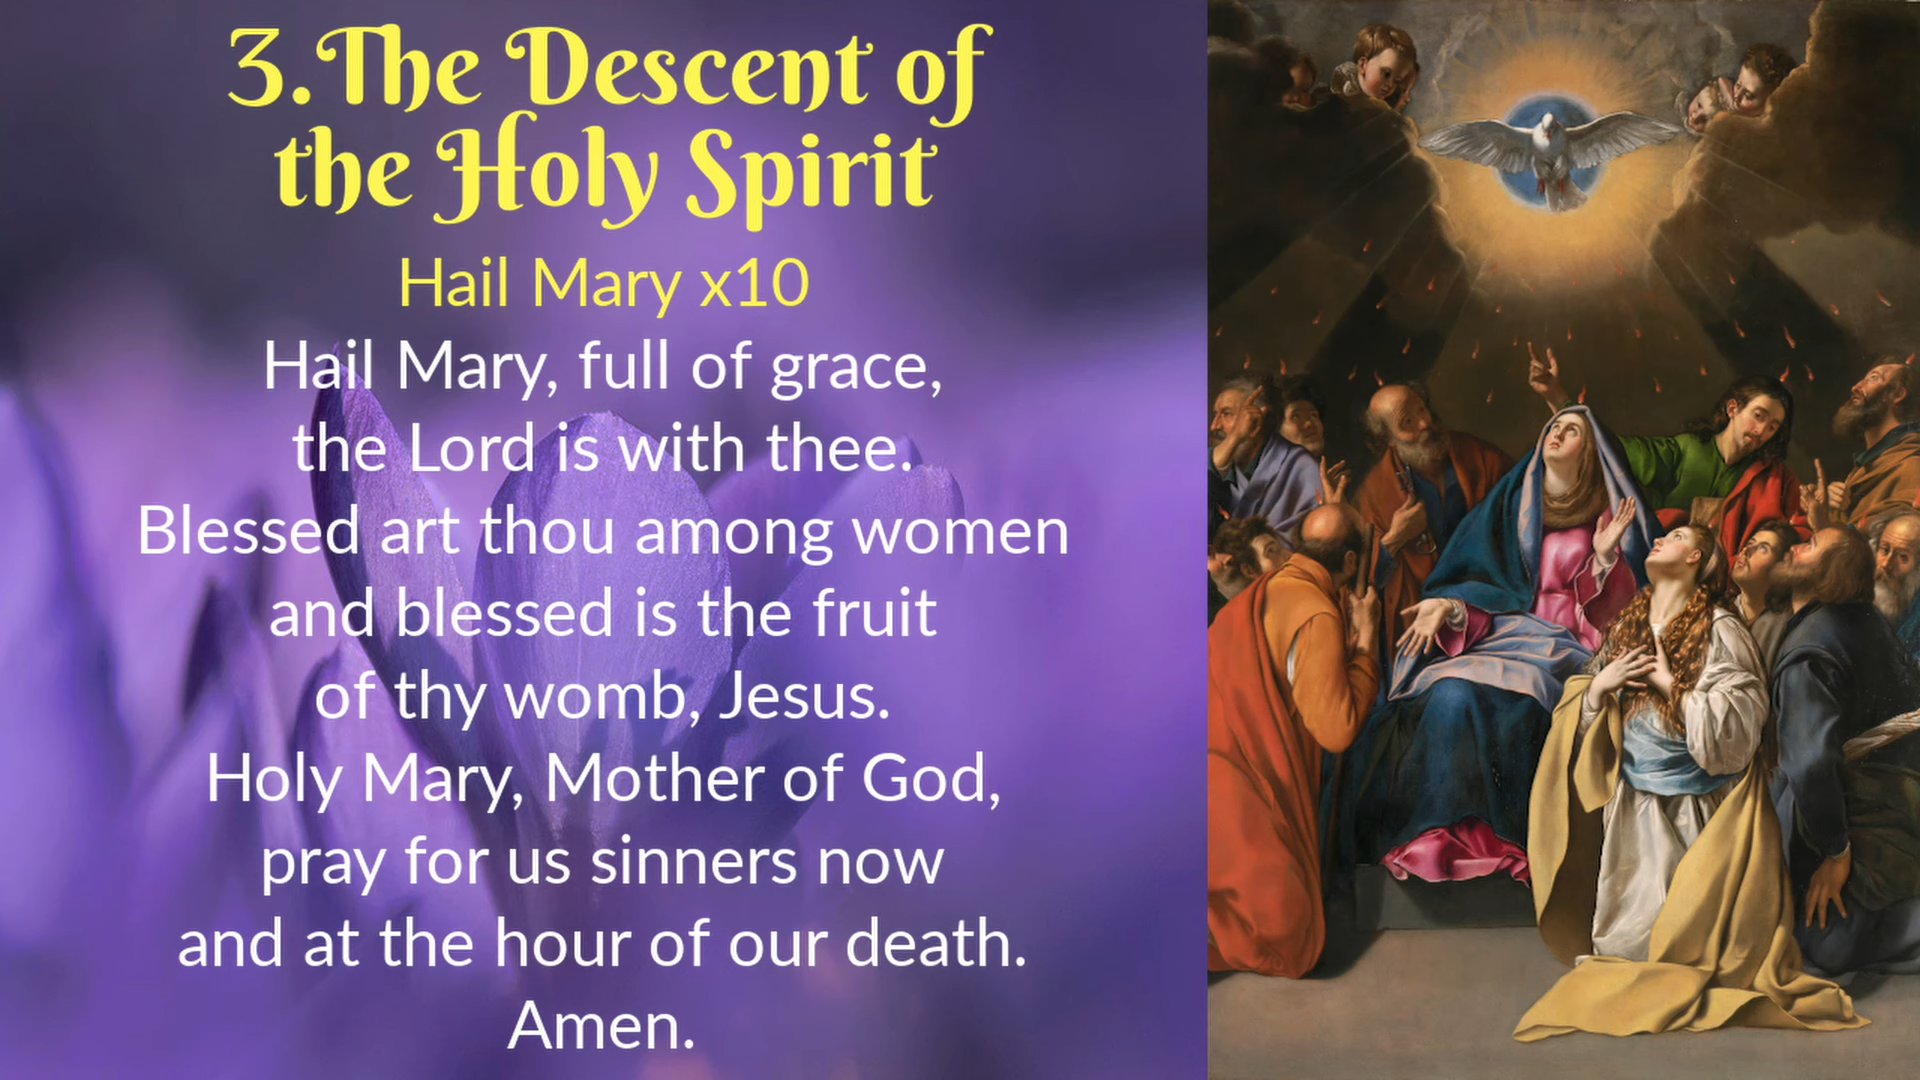 3.The Descent of
the Holy Spirit
Hail Mary x10
Hail Mary, full of grace,
the Lord is with thee.
Blessed art thou among women
and blessed is the fruit
of thy womb, Jesus.
Holy Mary, Mother of God,
pray for us sinners now
and at the hour of our death.
Amen.